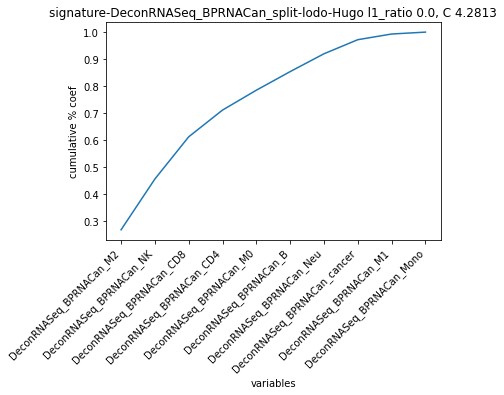 signature-DeconRNASeq_BPRNACan_split-lodo-Hugo l1_ratio 0.0, C 4.2813
1.0
0.9
0.8
0.7
0.6
0.5
0.4
0.3
cumulative % coef
DeconRNASeq_BPRNACan_M2
DeconRNASeq_BPRNACan_NK
DeconRNASeq_BPRNACan_CD8
DeconRNASeq_BPRNACan_CD4
DeconRNASeq_BPRNACan_M0
DeconRNASeq_BPRNACan_B
DeconRNASeq_BPRNACan_Neu
DeconRNASeq_BPRNACan_cancer
DeconRNASeq_BPRNACan_M1
DeconRNASeq_BPRNACan_Mono
variables